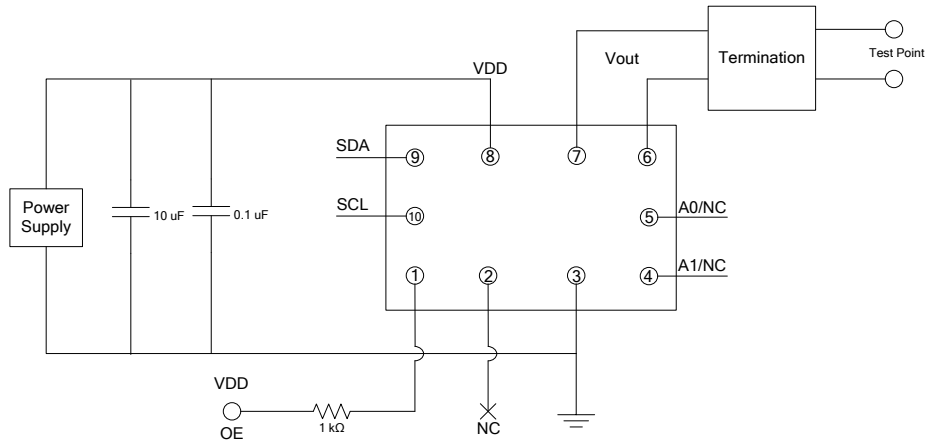 Vout
Termination
Test Point
VDD
SDA
9
8
7
6
Power
Supply
10 uF
0.1 uF
SCL
10
5
A0/NC
1
2
3
4
A1/NC
VDD
OE
1 kΩ
NC